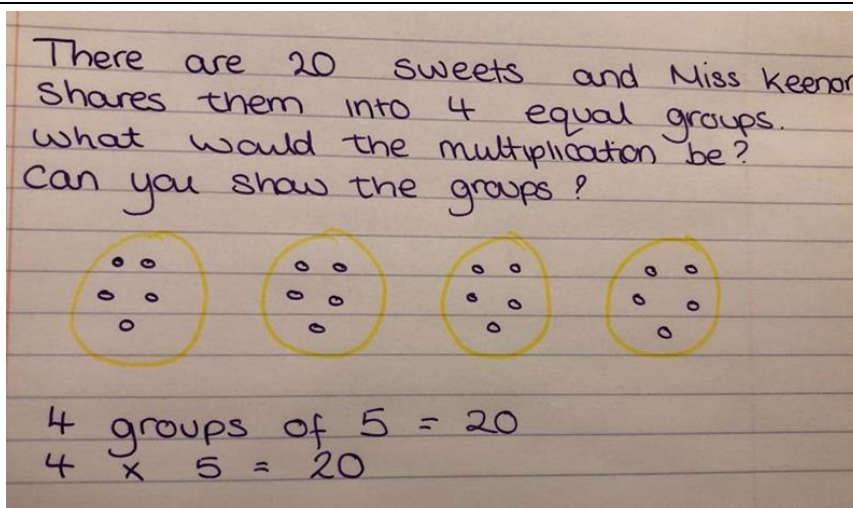 There are 20 sweets and Miss Keenor
Shares them into 4 equal groups.
What would the multiplication be?
Can you show the groups?
4 groups of 5 = 20
4 x 5 = 20